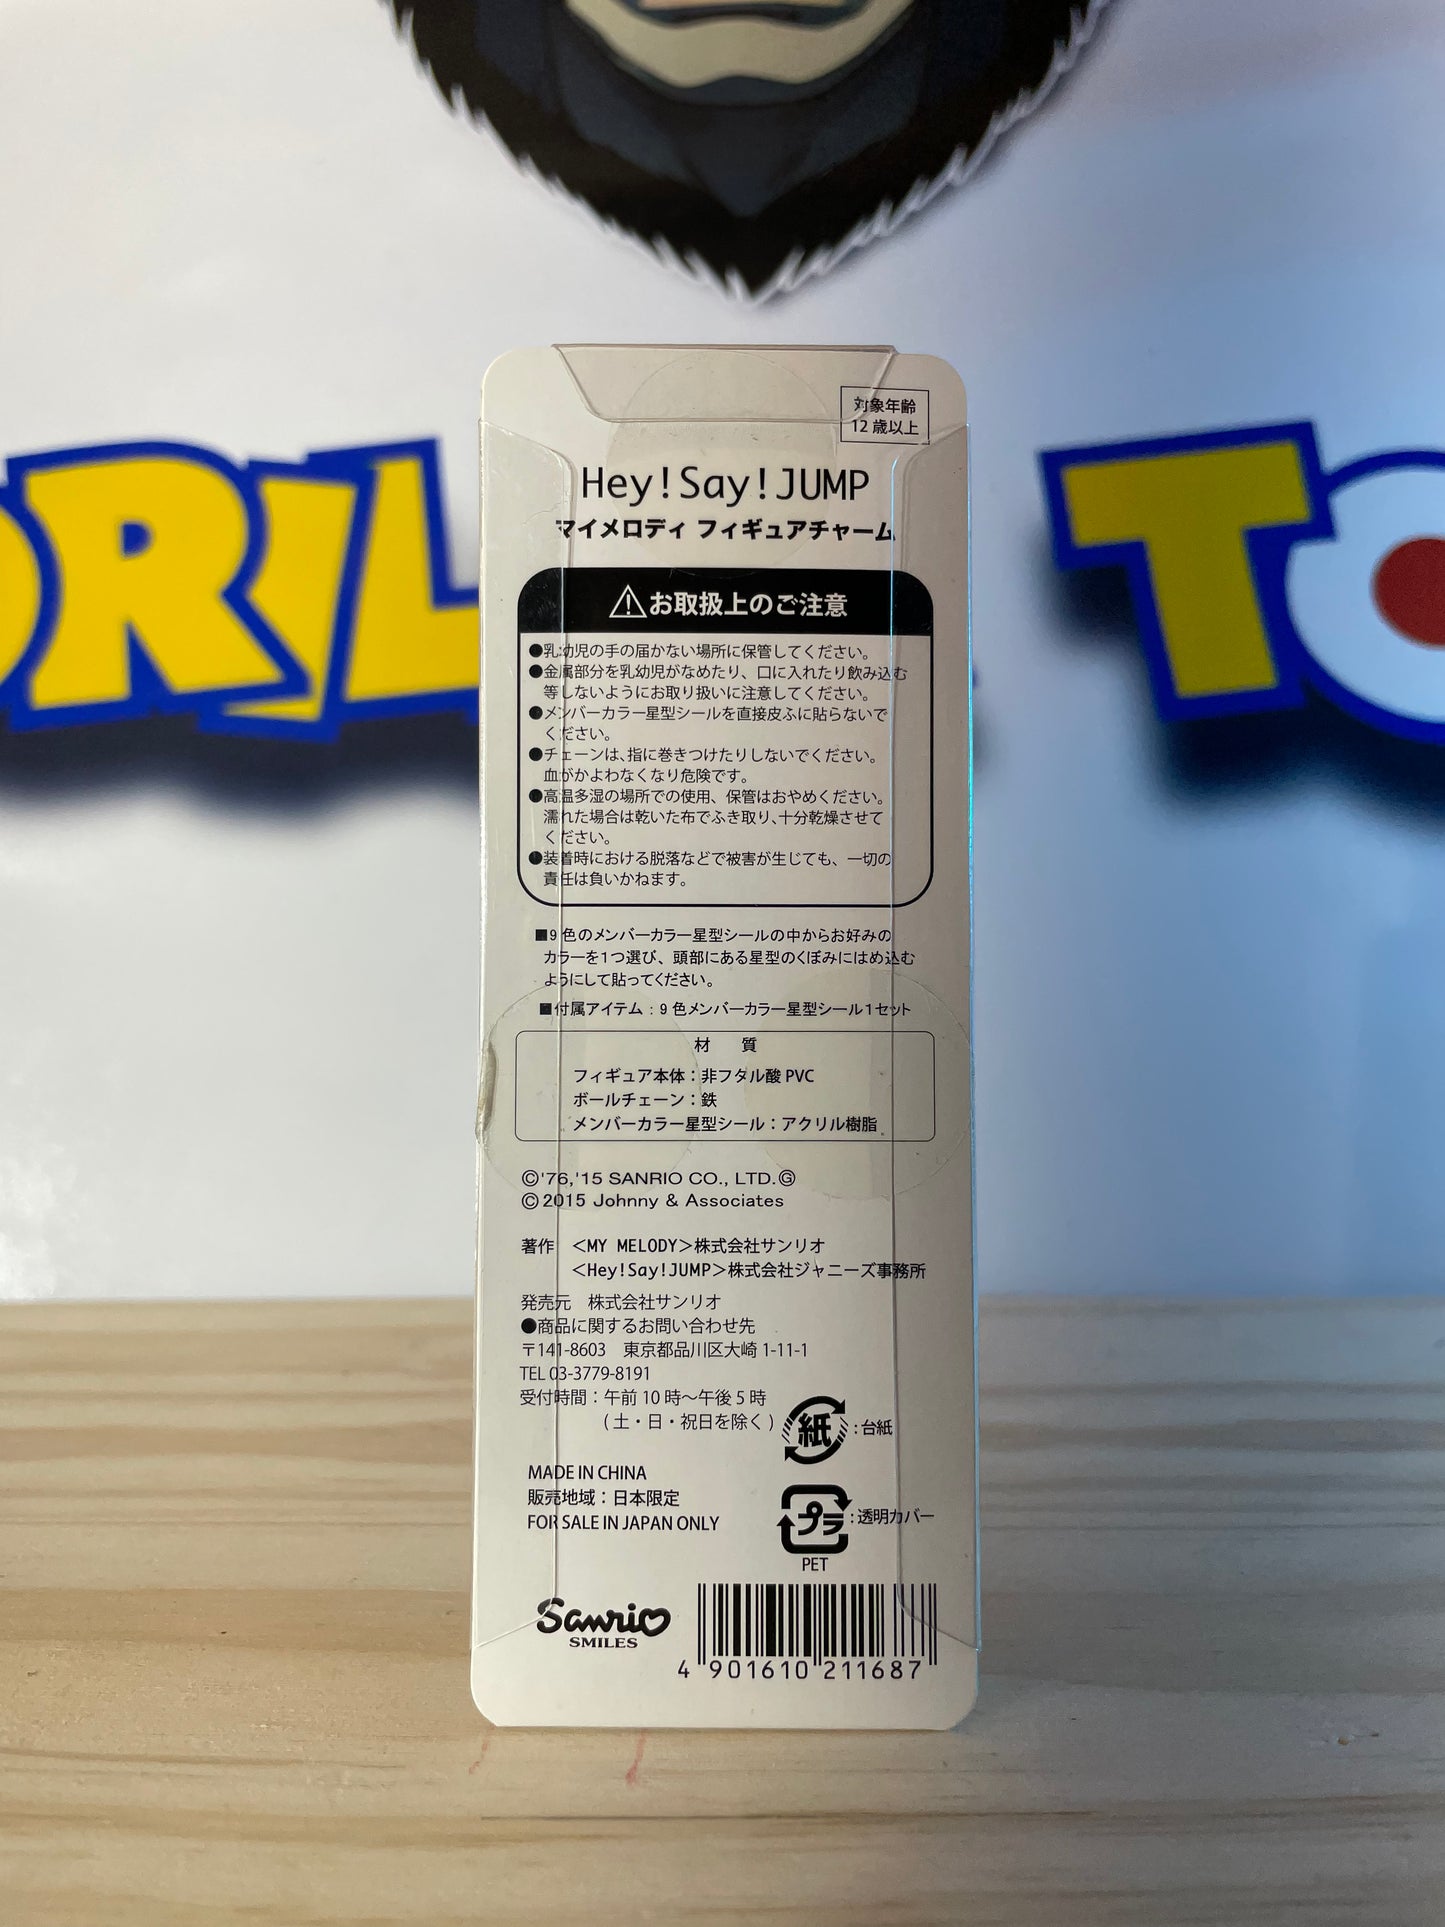 ORIL
TO
対象年齢
12歳以上
Hey!Say!JUMP
マイメロディ フィギュアチャーム
お取扱上のご注意
●乳幼児の手の届かない場所に保管してください。
●金属部分を乳幼児がなめたり、口に入れたり飲み込む
等しないようにお取り扱いに注意してください。
●メンバーカラー星型シールを直接皮ふに貼らないで
ください。
●チェーンは、指に巻きつけたりしないでください。
血がかよわなくなり危険です。
●高温多湿の場所での使用、保管はおやめください。
濡れた場合は乾いた布でふき取り、十分乾燥させて
ください。
●装着時における脱落などで被害が生じても、一切の
責任は負いかねます。
■9色のメンバーカラー星型シールの中からお好みの
カラーを1つ選び、頭部にある星型のくぼみにはめ込む
ようにして貼ってください。
■付属アイテム：9色メンバーカラー星型シール1セット
材 質
フィギュア本体：非フタル酸PVC
ボールチェーン：鉄
メンバーカラー星型シール：アクリル樹脂
©'76,'15 SANRIO CO., LTD.Ⓖ
©2015 Johnny & Associates
著作 <MY MELODY>株式会社サンリオ
<Hey!Say!JUMP>株式会社ジャニーズ事務所
発売元 株式会社サンリオ
●商品に関するお問い合わせ先
〒141-8603 東京都品川区大崎1-11-1
TEL 03-3779-8191
受付時間：午前10時～午後5時
(土・日・祝日を除く)
紙：台紙
MADE IN CHINA
販売地域：日本限定
FOR SALE IN JAPAN ONLY
プラ：透明カバー
PET
Sanrio
SMILES
4 901610 211687